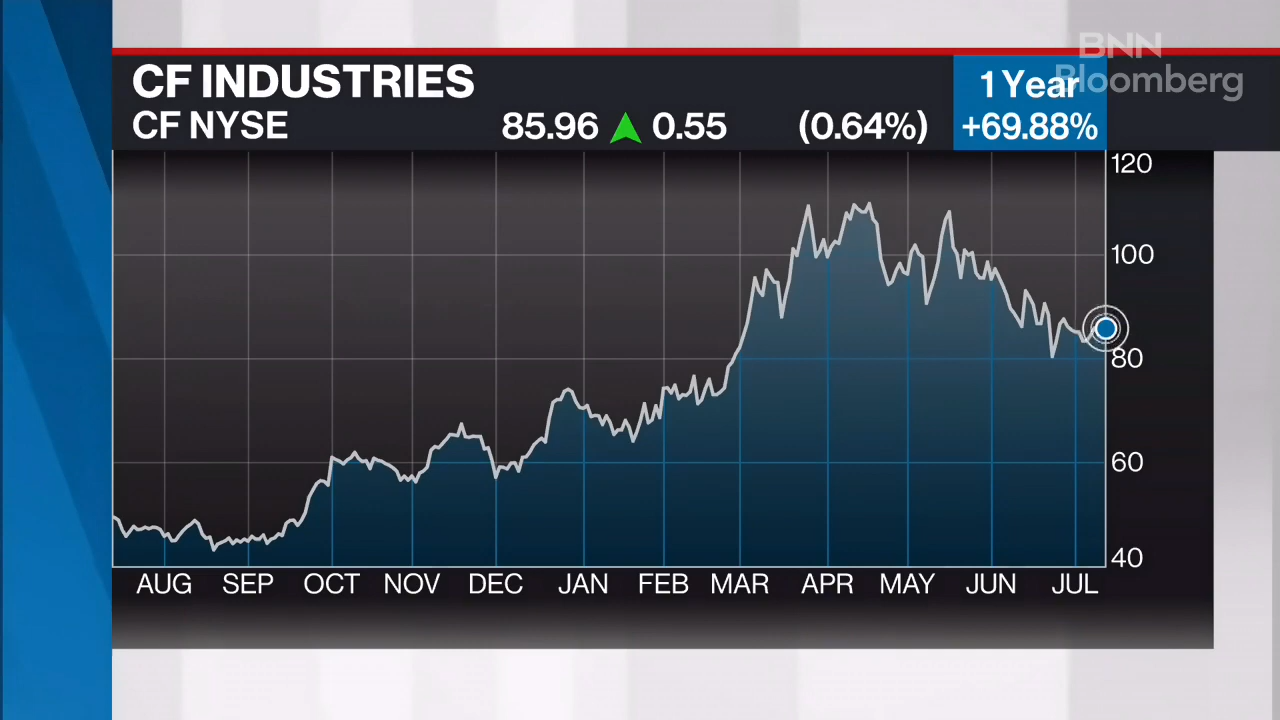 BNN
Bloomberg
CF INDUSTRIES
CF NYSE 85.96 0.55 (0.64%)
1 Year
+69.88%
120
100
80
60
40
AUG SEP OCT NOV DEC JAN FEB MAR APR MAY JUN JUL